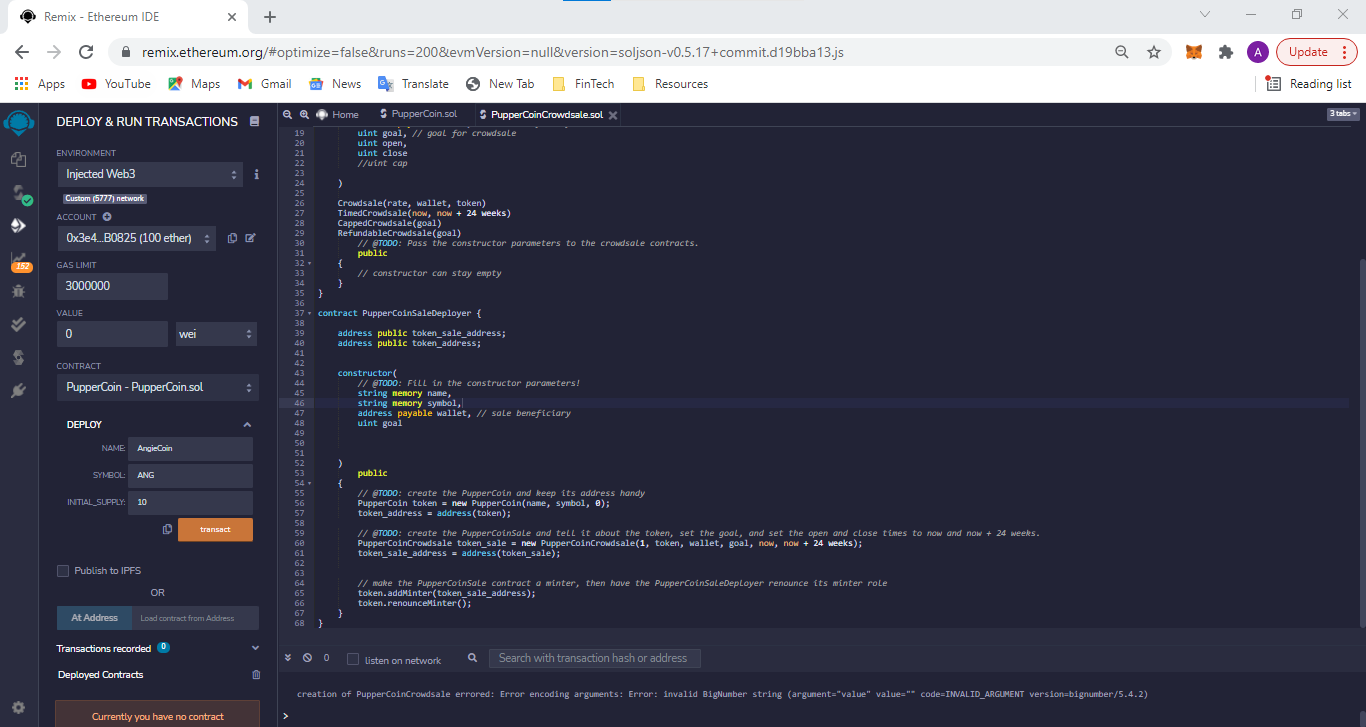 Remix - Ethereum IDE
remix.ethereum.org/#optimize=false&runs=200&evmVersion=null&version=soljson-v0.5.17+commit.d19bba13.js
A
Update
Apps
YouTube
Maps
Gmail
News
Translate
New Tab
FinTech
Resources
Reading list
DEPLOY & RUN TRANSACTIONS
ENVIRONMENT
Injected Web3
Custom (5777) network
ACCOUNT
0x3e4...B0825 (100 ether)
152
GAS LIMIT
3000000
VALUE
0
wei
CONTRACT
PupperCoin - PupperCoin.sol
DEPLOY
NAME:
AngieCoin
SYMBOL:
ANG
INITIAL_SUPPLY:
10
transact
Publish to IPFS
OR
At Address
Load contract from Address
Transactions recorded 0
Deployed Contracts
Currently you have no contract
Home
PupperCoin.sol
PupperCoinCrowdsale.sol
3 tabs
19 uint goal, // goal for crowdsale
20 uint open,
21 uint close
22 //uint cap
23
24 )
25
26 Crowdsale(rate, wallet, token)
27 TimedCrowdsale(now, now + 24 weeks)
28 CappedCrowdsale(goal)
29 RefundableCrowdsale(goal)
30 // @TODO: Pass the constructor parameters to the crowdsale contracts.
31 public
32 {
33 // constructor can stay empty
34 }
35 }
36
37 contract PupperCoinSaleDeployer {
38
39 address public token_sale_address;
40 address public token_address;
41
42
43 constructor(
44 // @TODO: Fill in the constructor parameters!
45 string memory name,
46 string memory symbol,
47 address payable wallet, // sale beneficiary
48 uint goal
49
50
51
52 )
53 public
54 {
55 // @TODO: create the PupperCoin and keep its address handy
56 PupperCoin token = new PupperCoin(name, symbol, 0);
57 token_address = address(token);
58
59 // @TODO: create the PupperCoinSale and tell it about the token, set the goal, and set the open and close times to now and now + 24 weeks.
60 PupperCoinCrowdsale token_sale = new PupperCoinCrowdsale(1, token, wallet, goal, now, now + 24 weeks);
61 token_sale_address = address(token_sale);
62
63
64 // make the PupperCoinSale contract a minter, then have the PupperCoinSaleDeployer renounce its minter role
65 token.addMinter(token_sale_address);
66 token.renounceMinter();
67 }
68 }
0
listen on network
Search with transaction hash or address
creation of PupperCoinCrowdsale errored: Error encoding arguments: Error: invalid BigNumber string (argument="value" value="" code=INVALID_ARGUMENT version=bignumber/5.4.2)
>